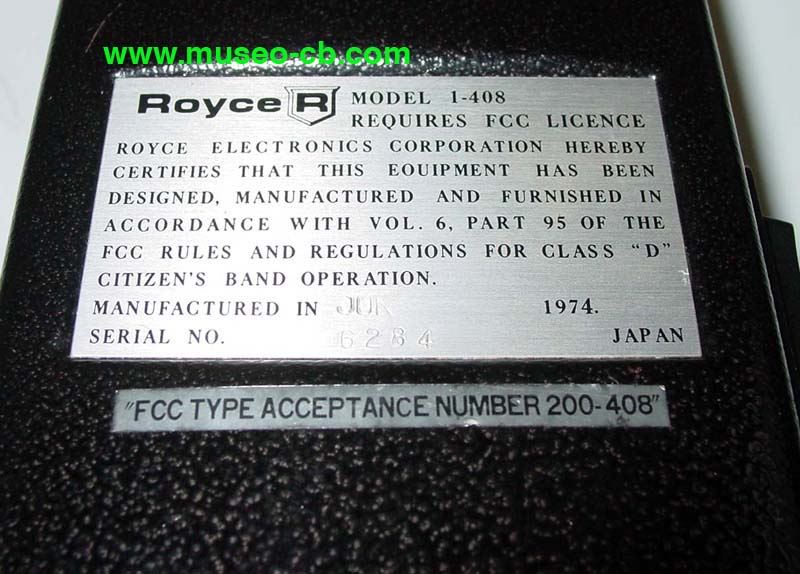 www.museo-cb.com
Royce R MODEL 1-408
REQUIRES FCC LICENCE
ROYCE ELECTRONICS CORPORATION HEREBY
CERTIFIES THAT THIS EQUIPMENT HAS BEEN
DESIGNED, MANUFACTURED AND FURNISHED IN
ACCORDANCE WITH VOL. 6, PART 95 OF THE
FCC RULES AND REGULATIONS FOR CLASS "D"
CITIZEN'S BAND OPERATION.
MANUFACTURED IN JUN 1974.
SERIAL NO. 6284 JAPAN
"FCC TYPE ACCEPTANCE NUMBER 200-408"